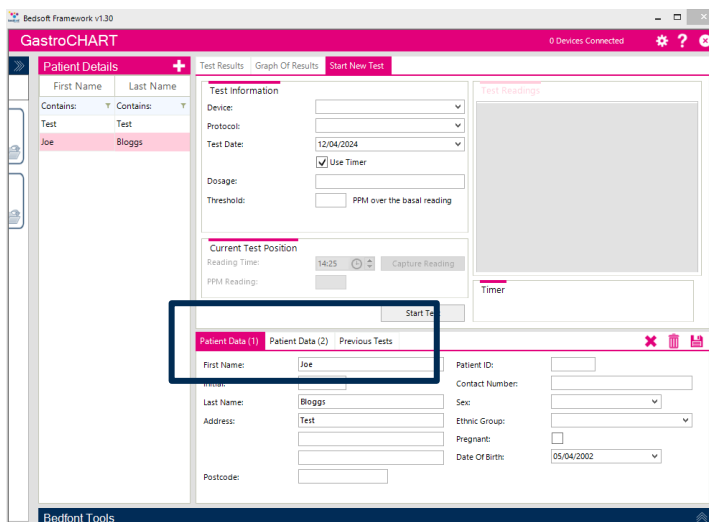 Bedsoft Framework v1.30
GastroCHART
0 Devices Connected
Patient Details
First Name Last Name
Contains: Contains:
Test Test
Joe Bloggs
Test Results Graph Of Results Start New Test
Test Information
Device:
Protocol:
Test Date: 12/04/2024
Use Timer
Dosage:
Threshold: PPM over the basal reading
Test Readings
Current Test Position
Reading Time: 14:25 Capture Reading
PPM Reading:
Timer
Patient Data (1) Patient Data (2) Previous Tests
First Name: Joe
Last Name: Bloggs
Address: Test
Postcode:
Patient ID:
Contact Number:
Sex:
Ethnic Group:
Pregnant:
Date Of Birth: 05/04/2002
Bedfont Tools